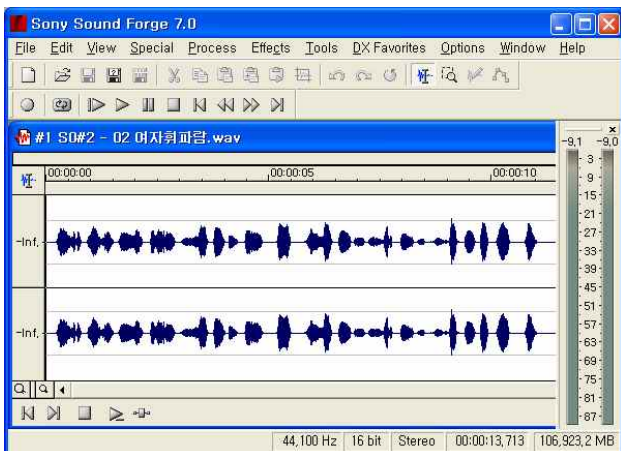 Sony Sound Forge 7.0
File Edit View Special Process Effects Tools DX Favorites Options Window Help
#1 S0#2 - 02 여자휘파람.wav
-9,1 -9,0
00:00:00 00:00:05 00:00:10
-Inf.
-Inf.
3
9
-15-
-21-
-27-
-33-
-39-
-45-
-51-
-57-
-63-
-69-
-75-
-81-
-87-
44,100 Hz 16 bit Stereo 00:00:13,713 106,923,2 MB